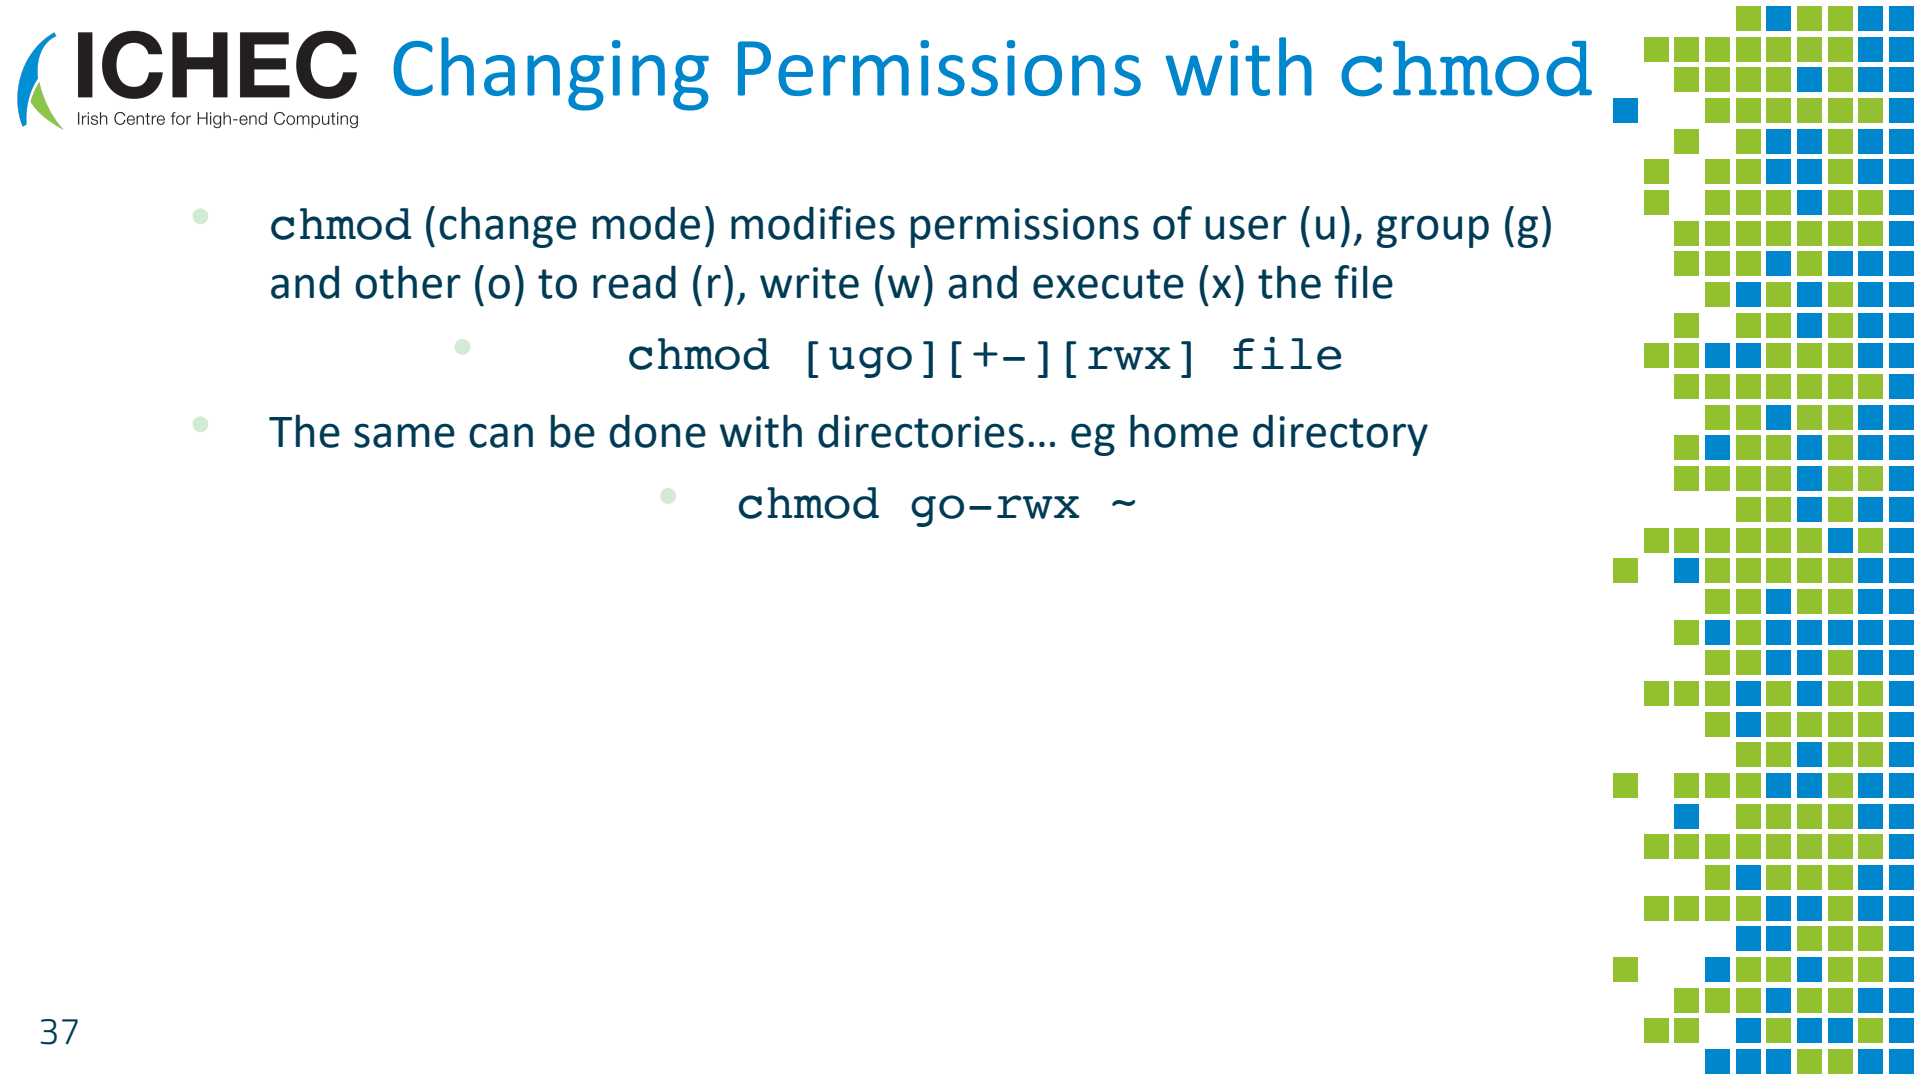 ICHEC
Irish Centre for High-end Computing
Changing Permissions with chmod
• chmod (change mode) modifies permissions of user (u), group (g)
and other (o) to read (r), write (w) and execute (x) the file
• chmod [ugo][+-][rwx] file
• The same can be done with directories... eg home directory
• chmod go-rwx ~
37